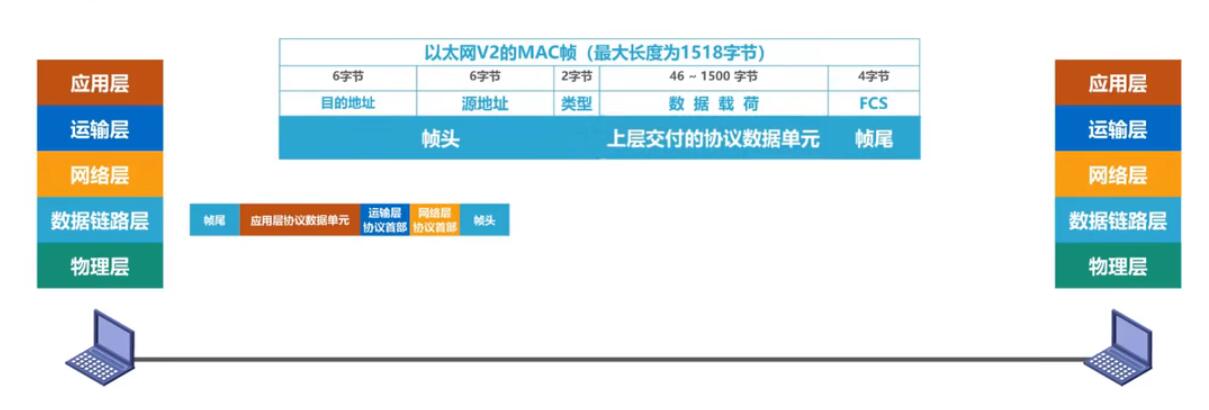 以太网V2的MAC帧（最大长度为1518字节）
6字节 6字节 2字节 46 ~ 1500 字节 4字节
目的地址 源地址 类型 数 据 载 荷 FCS
帧头 上层交付的协议数据单元 帧尾
应用层
运输层
网络层
数据链路层
物理层
帧尾 应用层协议数据单元 运输层 协议首部 网络层 协议首部 帧头
应用层
运输层
网络层
数据链路层
物理层